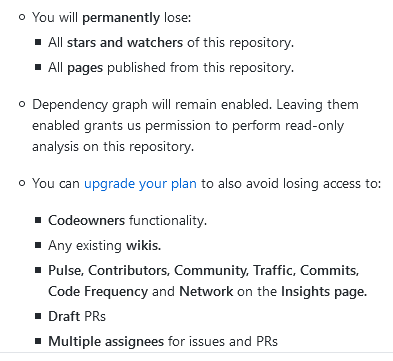 You will permanently lose:
All stars and watchers of this repository.
All pages published from this repository.
Dependency graph will remain enabled. Leaving them
enabled grants us permission to perform read-only
analysis on this repository.
You can upgrade your plan to also avoid losing access to:
Codeowners functionality.
Any existing wikis.
Pulse, Contributors, Community, Traffic, Commits,
Code Frequency and Network on the Insights page.
Draft PRs
Multiple assignees for issues and PRs